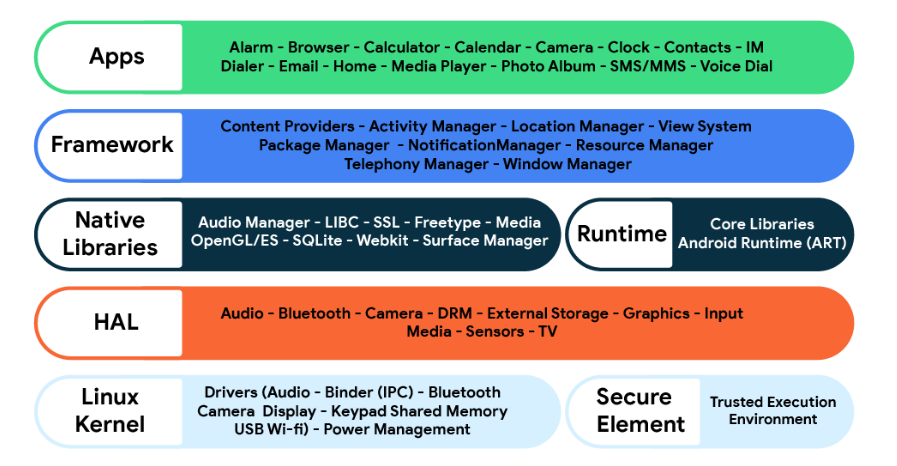 Apps
Alarm - Browser - Calculator - Calendar - Camera - Clock - Contacts - IM
Dialer - Email - Home - Media Player - Photo Album - SMS/MMS - Voice Dial
Framework
Content Providers - Activity Manager - Location Manager - View System
Package Manager - NotificationManager - Resource Manager
Telephony Manager - Window Manager
Native
Libraries
Audio Manager - LIBC - SSL - Freetype - Media
OpenGL/ES - SQLite - Webkit - Surface Manager
Runtime
Core Libraries
Android Runtime (ART)
HAL
Audio - Bluetooth - Camera - DRM - External Storage - Graphics - Input
Media - Sensors - TV
Linux
Kernel
Drivers (Audio - Binder (IPC) - Bluetooth
Camera Display - Keypad Shared Memory
USB Wi-fi) - Power Management
Secure
Element
Trusted Execution
Environment